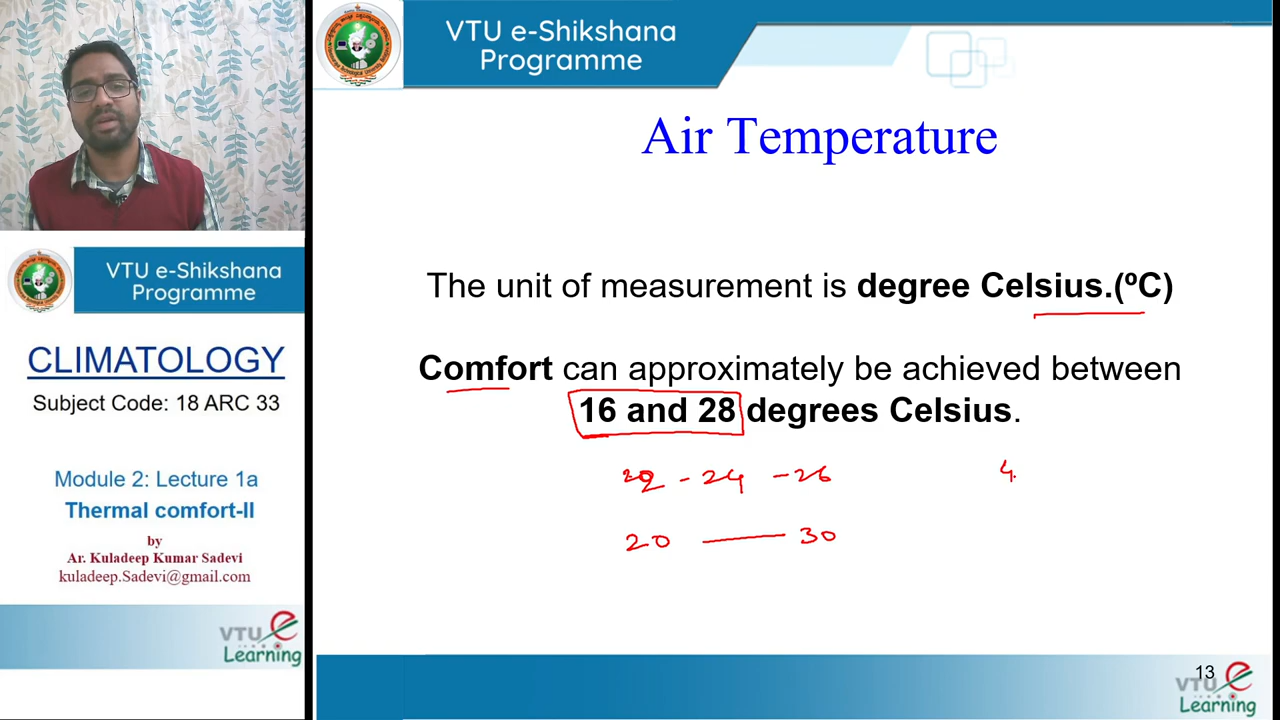 VTU e-Shikshana
Programme
Air Temperature
The unit of measurement is degree Celsius.(ºC)
Comfort can approximately be achieved between
16 and 28 degrees Celsius.
22 - 24 - 26
20 — 30
4.
13
VTU e
Learning
VTU e-Shikshana
Programme
CLIMATOLOGY
Subject Code: 18 ARC 33
Module 2: Lecture 1a
Thermal comfort-II
by
Ar. Kuladeep Kumar Sadevi
kuladeep.Sadevi@gmail.com
VTU e
Learning